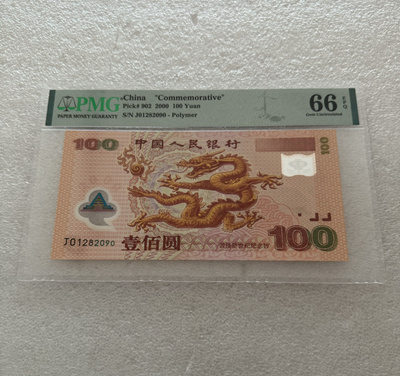 PMG
PAPER MONEY GUARANTY
China "Commemorative"
Pick# 902 2000 100 Yuan
S/N J01282090 - Polymer
66 EPQ
Gem Uncirculated
100 中国人民银行
100
J01282090
壹佰圆
100